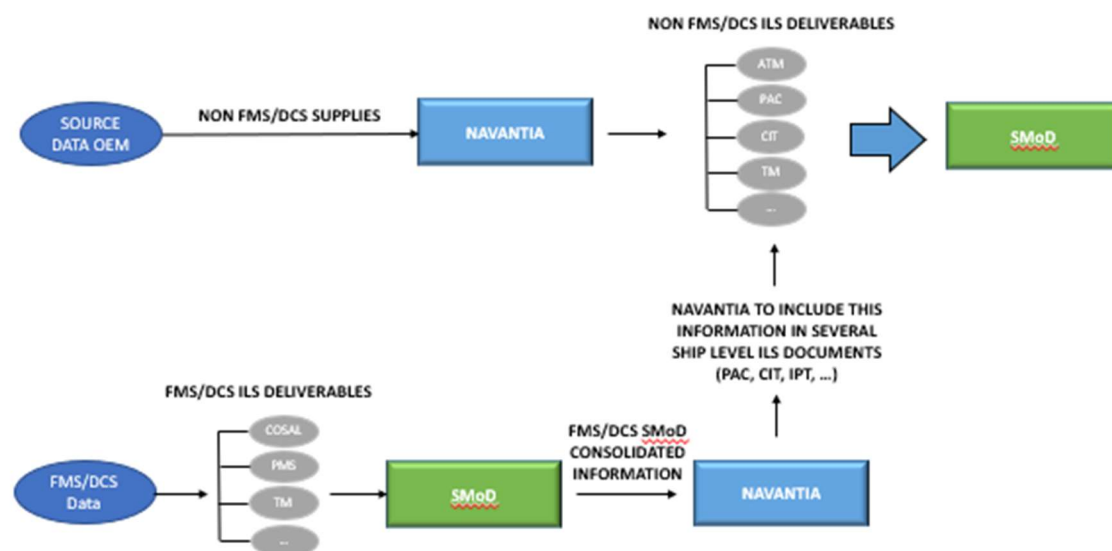 NON FMS/DCS ILS DELIVERABLES
ATM
PAC
CIT
TM
...
SOURCE
DATA OEM
NON FMS/DCS SUPPLIES
NAVANTIA
SMoD
NAVANTIA TO INCLUDE THIS
INFORMATION IN SEVERAL
SHIP LEVEL ILS DOCUMENTS
(PAC, CIT, IPT, ...)
FMS/DCS ILS DELIVERABLES
COSAL
PMS
TM
...
FMS/DCS
Data
SMoD
FMS/DCS SMoD
CONSOLIDATED
INFORMATION
NAVANTIA